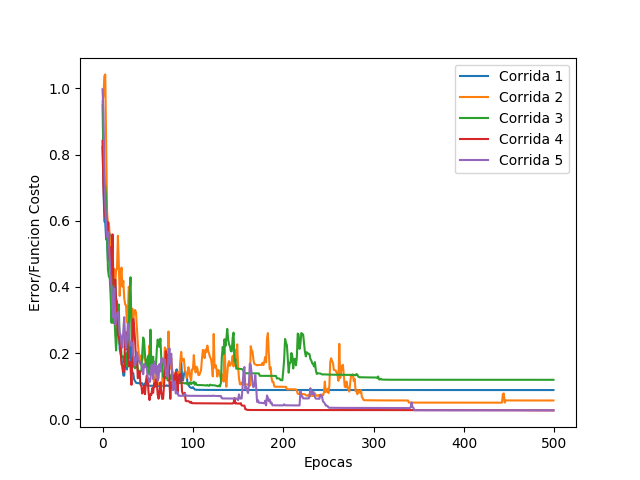 Corrida 1
Corrida 2
Corrida 3
Corrida 4
Corrida 5
Error/Funcion Costo
1.0
0.8
0.6
0.4
0.2
0.0
0 100 200 300 400 500
Epocas